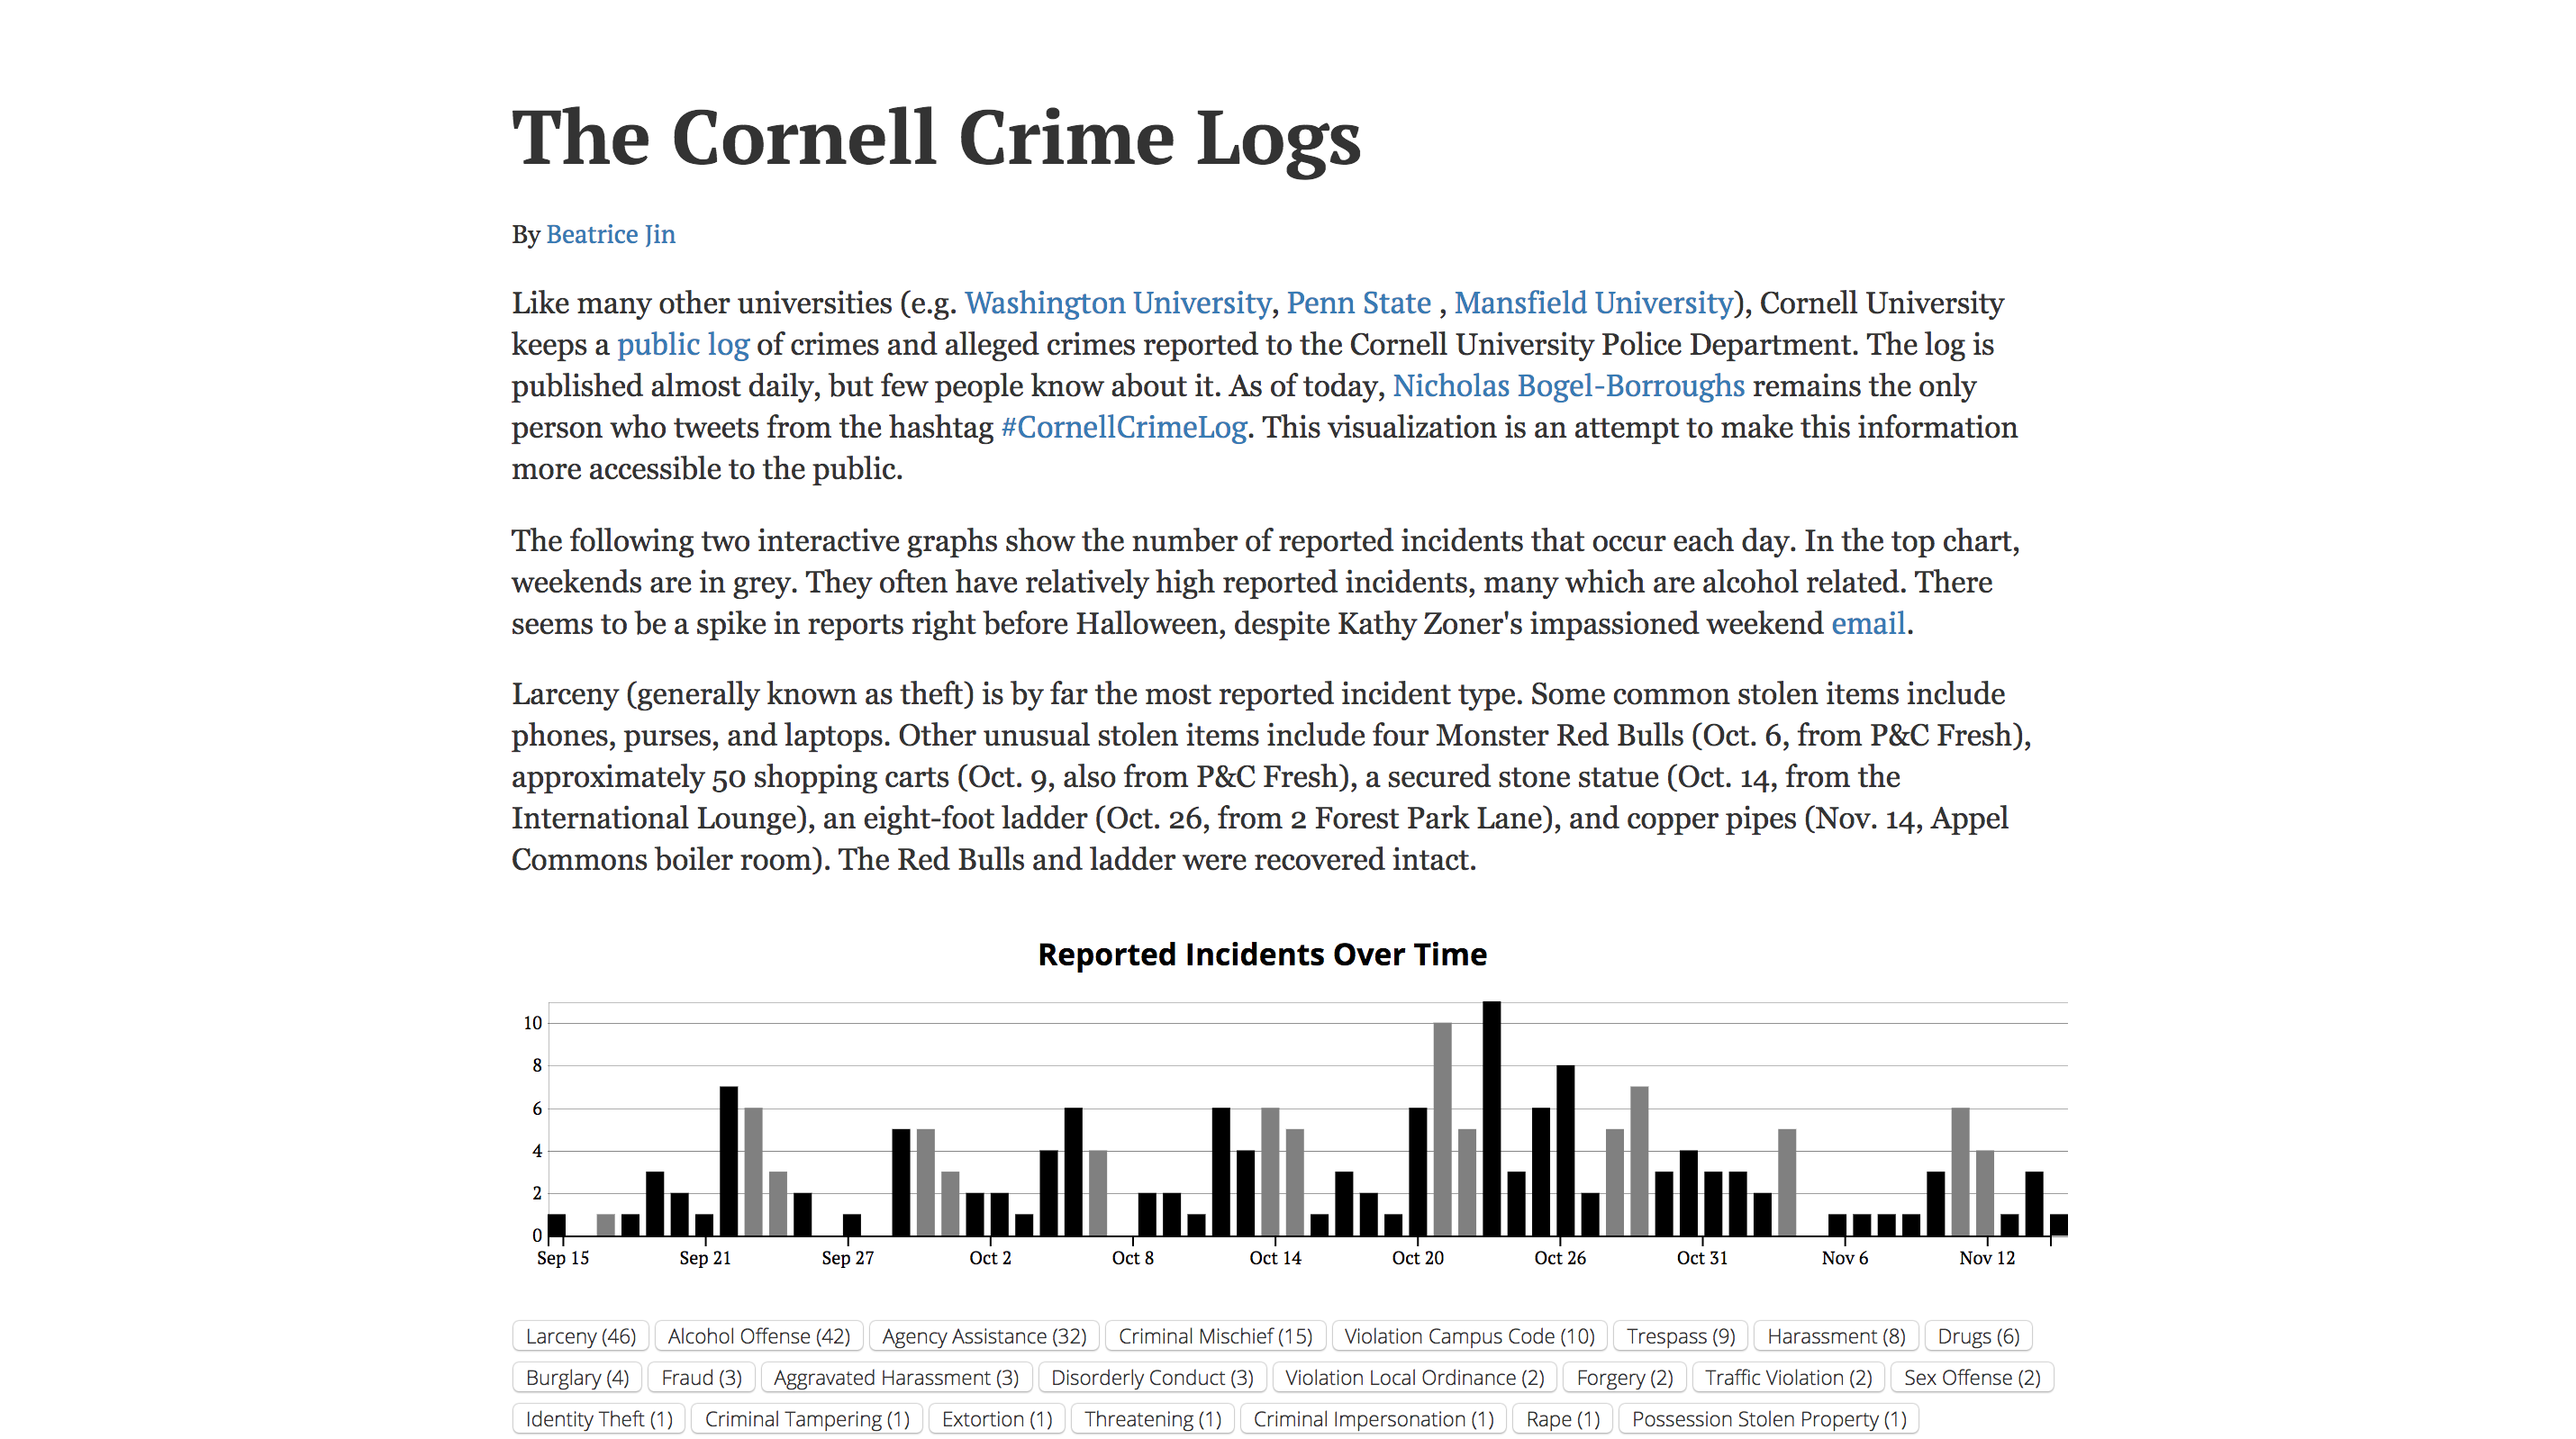 The Cornell Crime Logs
By Beatrice Jin
Like many other universities (e.g. Washington University, Penn State , Mansfield University), Cornell University
keeps a public log of crimes and alleged crimes reported to the Cornell University Police Department. The log is
published almost daily, but few people know about it. As of today, Nicholas Bogel-Borroughs remains the only
person who tweets from the hashtag #CornellCrimeLog. This visualization is an attempt to make this information
more accessible to the public.
The following two interactive graphs show the number of reported incidents that occur each day. In the top chart,
weekends are in grey. They often have relatively high reported incidents, many which are alcohol related. There
seems to be a spike in reports right before Halloween, despite Kathy Zoner's impassioned weekend email.
Larceny (generally known as theft) is by far the most reported incident type. Some common stolen items include
phones, purses, and laptops. Other unusual stolen items include four Monster Red Bulls (Oct. 6, from P&C Fresh),
approximately 50 shopping carts (Oct. 9, also from P&C Fresh), a secured stone statue (Oct. 14, from the
International Lounge), an eight-foot ladder (Oct. 26, from 2 Forest Park Lane), and copper pipes (Nov. 14, Appel
Commons boiler room). The Red Bulls and ladder were recovered intact.
Reported Incidents Over Time
10
8
6
4
2
0
Sep 15 Sep 21 Sep 27 Oct 2 Oct 8 Oct 14 Oct 20 Oct 26 Oct 31 Nov 6 Nov 12
Larceny (46) Alcohol Offense (42) Agency Assistance (32) Criminal Mischief (15) Violation Campus Code (10) Trespass (9) Harassment (8) Drugs (6)
Burglary (4) Fraud (3) Aggravated Harassment (3) Disorderly Conduct (3) Violation Local Ordinance (2) Forgery (2) Traffic Violation (2) Sex Offense (2)
Identity Theft (1) Criminal Tampering (1) Extortion (1) Threatening (1) Criminal Impersonation (1) Rape (1) Possession Stolen Property (1)